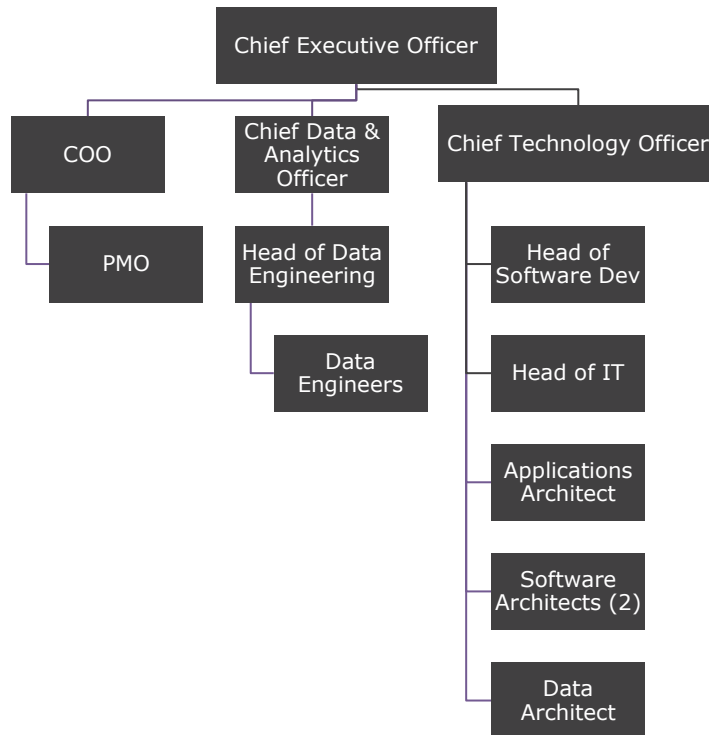 Chief Executive Officer
COO
Chief Data &
Analytics
Officer
Chief Technology Officer
PMO
Head of Data
Engineering
Head of
Software Dev
Data
Engineers
Head of IT
Applications
Architect
Software
Architects (2)
Data
Architect